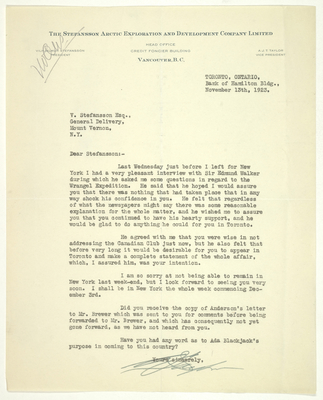 THE STEFANSSON ARCTIC EXPLORATION AND DEVELOPMENT COMPANY LIMITED
HEAD OFFICE
CREDIT FONCIER BUILDING
VANCOUVER, B.C.
PRESIDENT
A.J.T. TAYLOR
VICE PRESIDENT
TORONTO, ONTARIO,
Bank of Hamilton Bldg.,
November 15th, 1923.
V. Stefansson Esq.,
General Delivery,
Mount Vernon,
N.Y.
Dear Stefansson:-
Last Wednesday just before I left for New
York I had a very pleasant interview with Sir Edmund Walker
during which he asked me some questions in regard to the
Wrangel Expedition. He said that he hoped I would assure
you that there was nothing that had taken place that in any
way shook his confidence in you. He felt that regardless
of what the newspapers might say there was some reasonable
explanation for the whole matter, and he wished me to assure
you that you continued to have his hearty support, and he
would be glad to do anything he could for you in Toronto.
He agreed with me that you were wise in not
addressing the Canadian Club just now, but he also felt that
before very long it would be desirable for you to appear in
Toronto and make a complete statement of the whole affair,
which, I assured him, was your intention.
I am so sorry at not being able to remain in
New York last week-end, but I look forward to seeing you very
soon. I shall be in New York the whole week commencing Dec-
ember 3rd.
Did you receive the copy of Anderson's letter
to Mr. Brower which was sent to you for comments before being
forwarded to Mr. Brower, and which has consequently not yet
gone forward, as we have not heard from you.
Have you had any word as to Ada Blackjack's
purpose in coming to this country?
Yours sincerely,